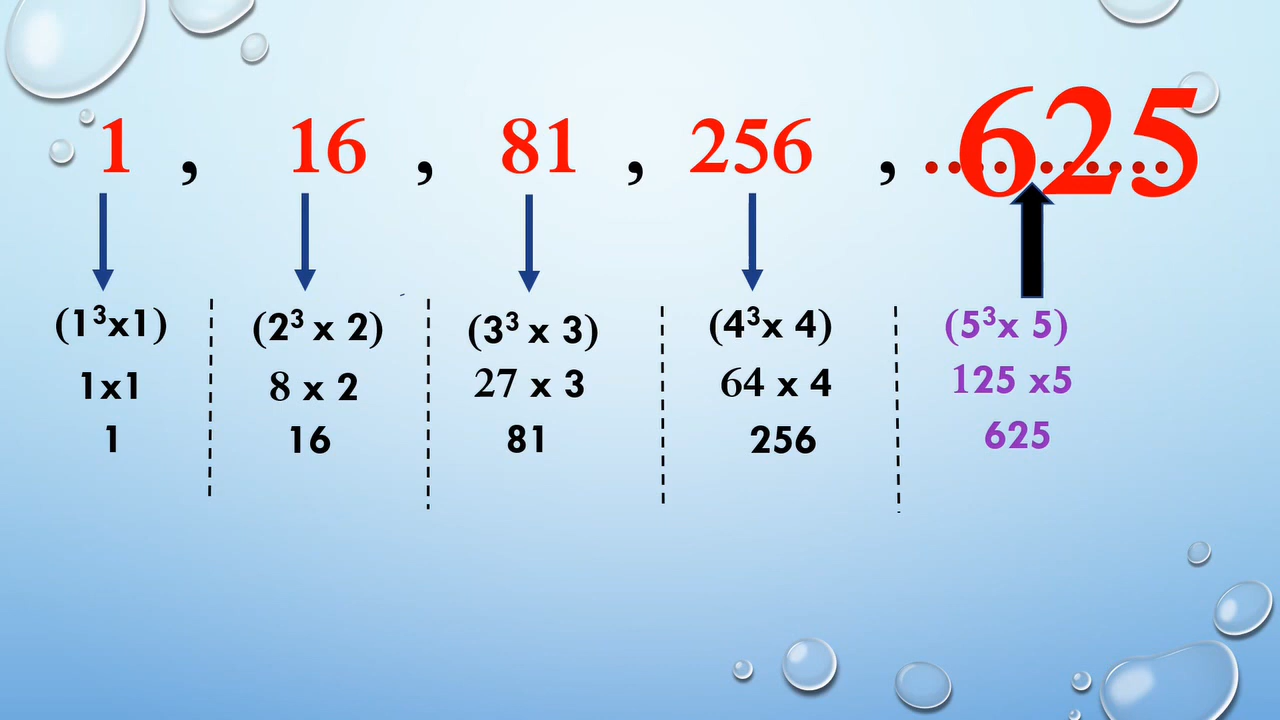 1 , 16 , 81 , 256 , ........... 625
(1³x1) (2³ x 2) (3³ x 3) (4³x 4) (5³x 5)
1x1 8 x 2 27 x 3 64 x 4 125 x5
1 16 81 256 625